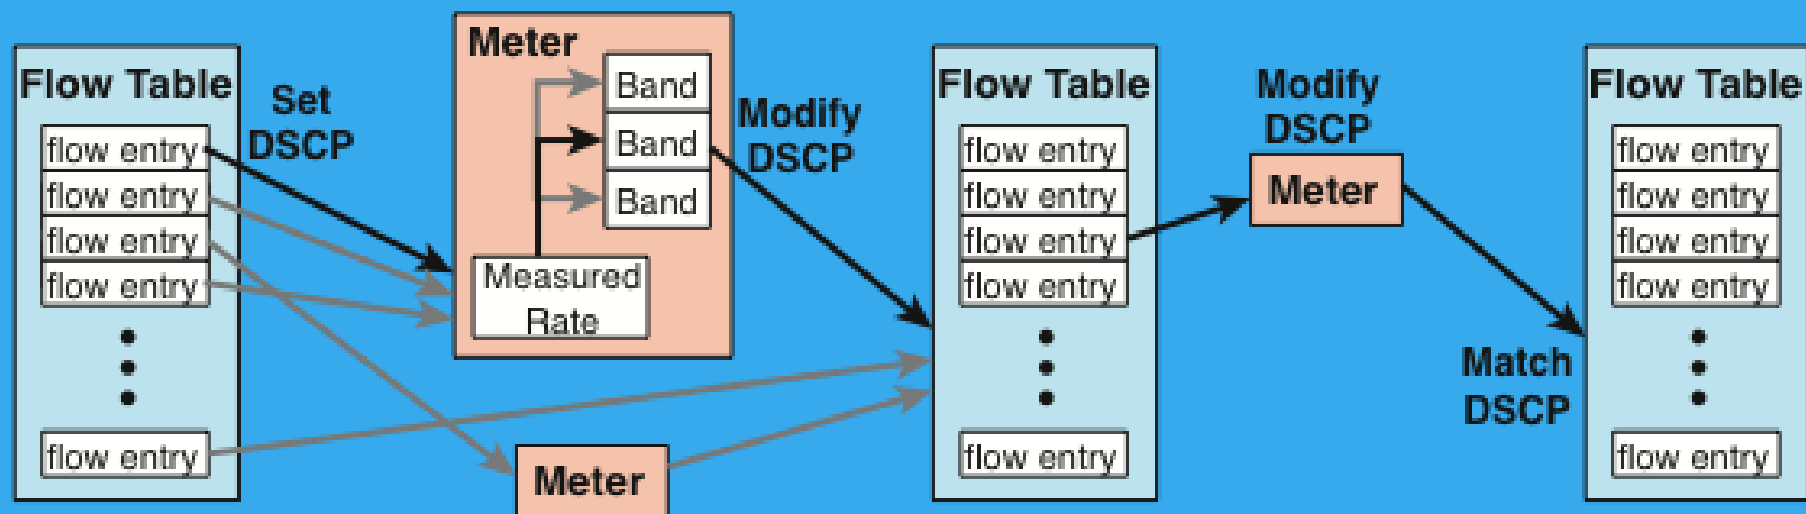 Flow Table
flow entry
flow entry
flow entry
flow entry
flow entry
Set
DSCP
Meter
Band
Band
Band
Measured
Rate
Modify
DSCP
Meter
Flow Table
flow entry
flow entry
flow entry
flow entry
flow entry
Modify
DSCP
Meter
Match
DSCP
Flow Table
flow entry
flow entry
flow entry
flow entry
flow entry